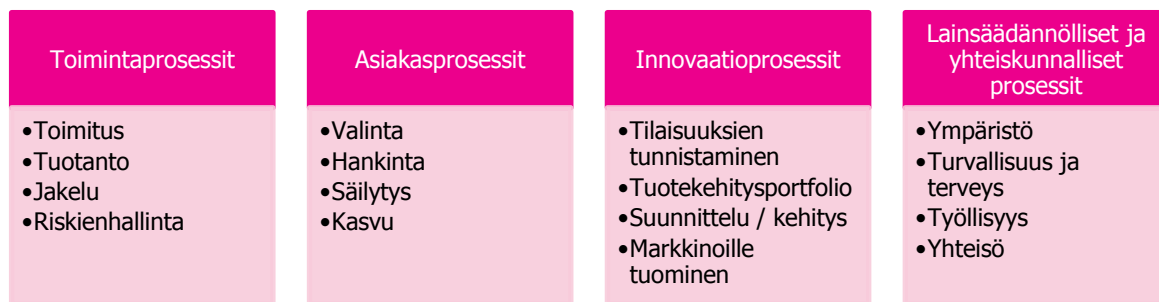 Toimintaprosessit
•Toimitus
•Tuotanto
•Jakelu
•Riskienhallinta
Asiakasprosessit
•Valinta
•Hankinta
•Säilytys
•Kasvu
Innovaatioprosessit
•Tilaisuuksien
tunnistaminen
•Tuotekehitysportfolio
•Suunnittelu / kehitys
•Markkinoille
tuominen
Lainsäädännölliset ja
yhteiskunnalliset
prosessit
•Ympäristö
•Turvallisuus ja
terveys
•Työllisyys
•Yhteisö